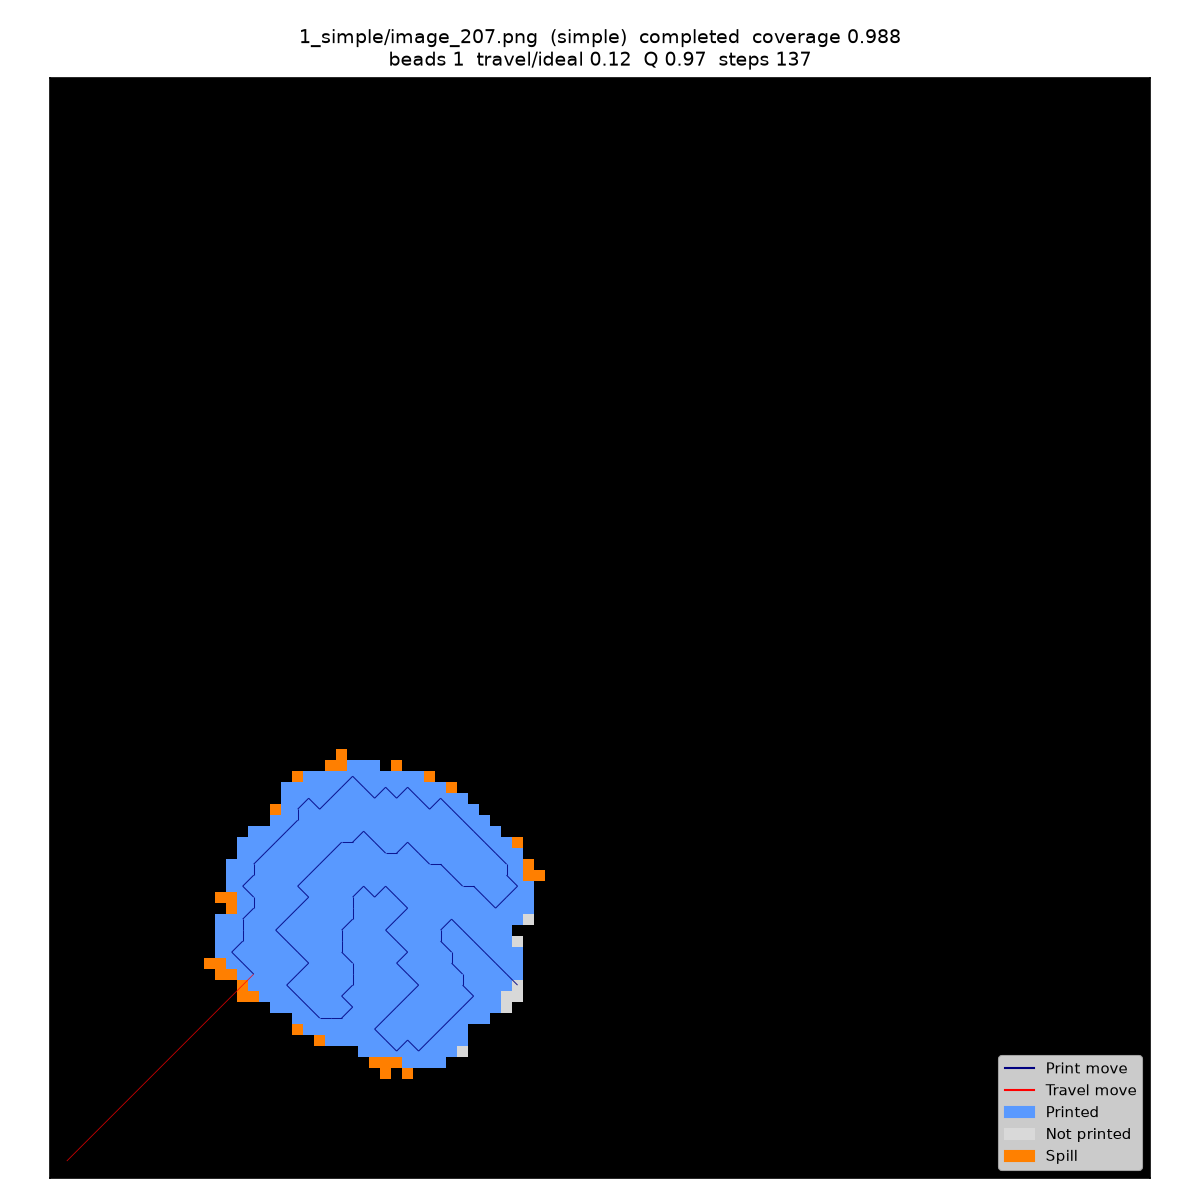 1_simple/image_207.png  (simple)  completed  coverage 0.988
beads 1  travel/ideal 0.12  Q 0.97  steps 137
Print move
Travel move
Printed
Not printed
Spill